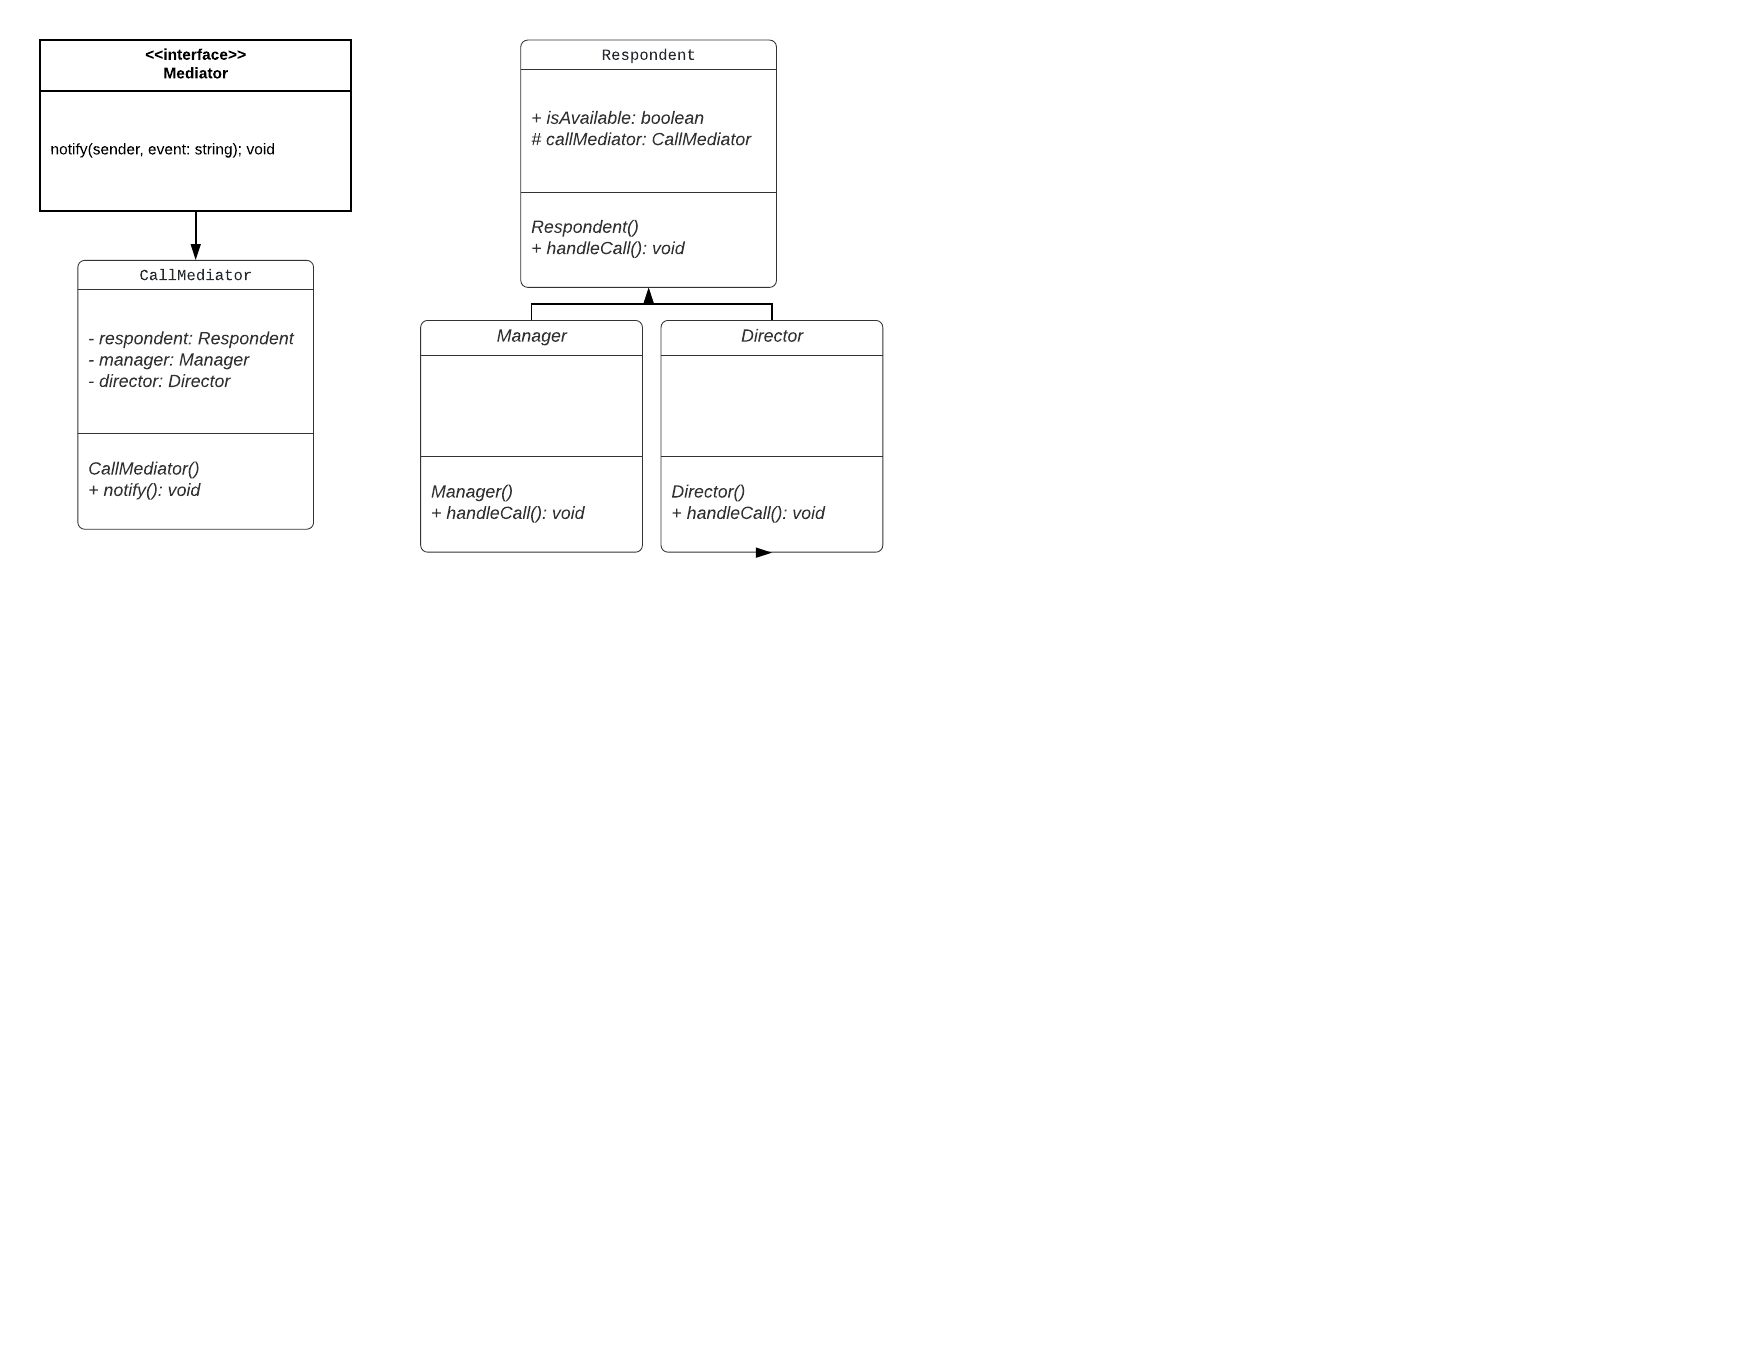 <<interface>>
Mediator
notify(sender, event: string); void
CallMediator
- respondent: Respondent
- manager: Manager
- director: Director
CallMediator()
+ notify(): void
Respondent
+ isAvailable: boolean
# callMediator: CallMediator
Respondent()
+ handleCall(): void
Manager
Manager()
+ handleCall(): void
Director
Director()
+ handleCall(): void